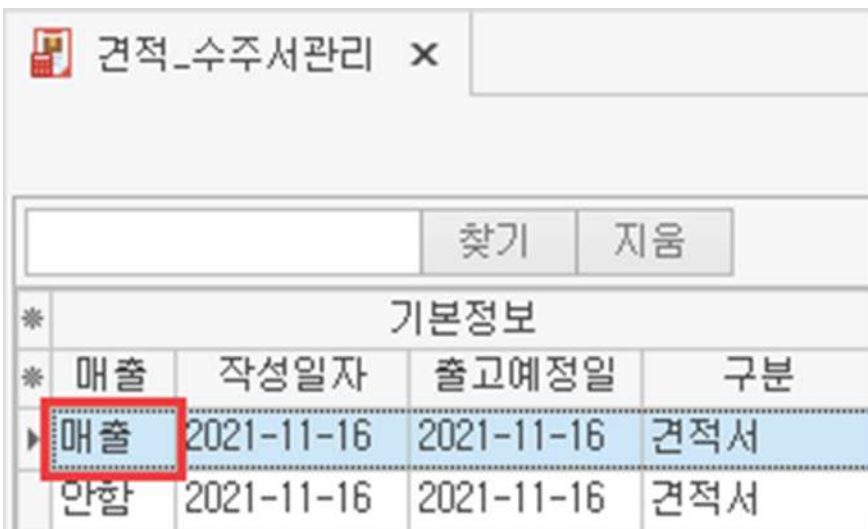 견적_수주서관리 ×
찾기 지움
기본정보
매출 작성일자 출고예정일 구분
매출 2021-11-16 2021-11-16 견적서
안함 2021-11-16 2021-11-16 견적서